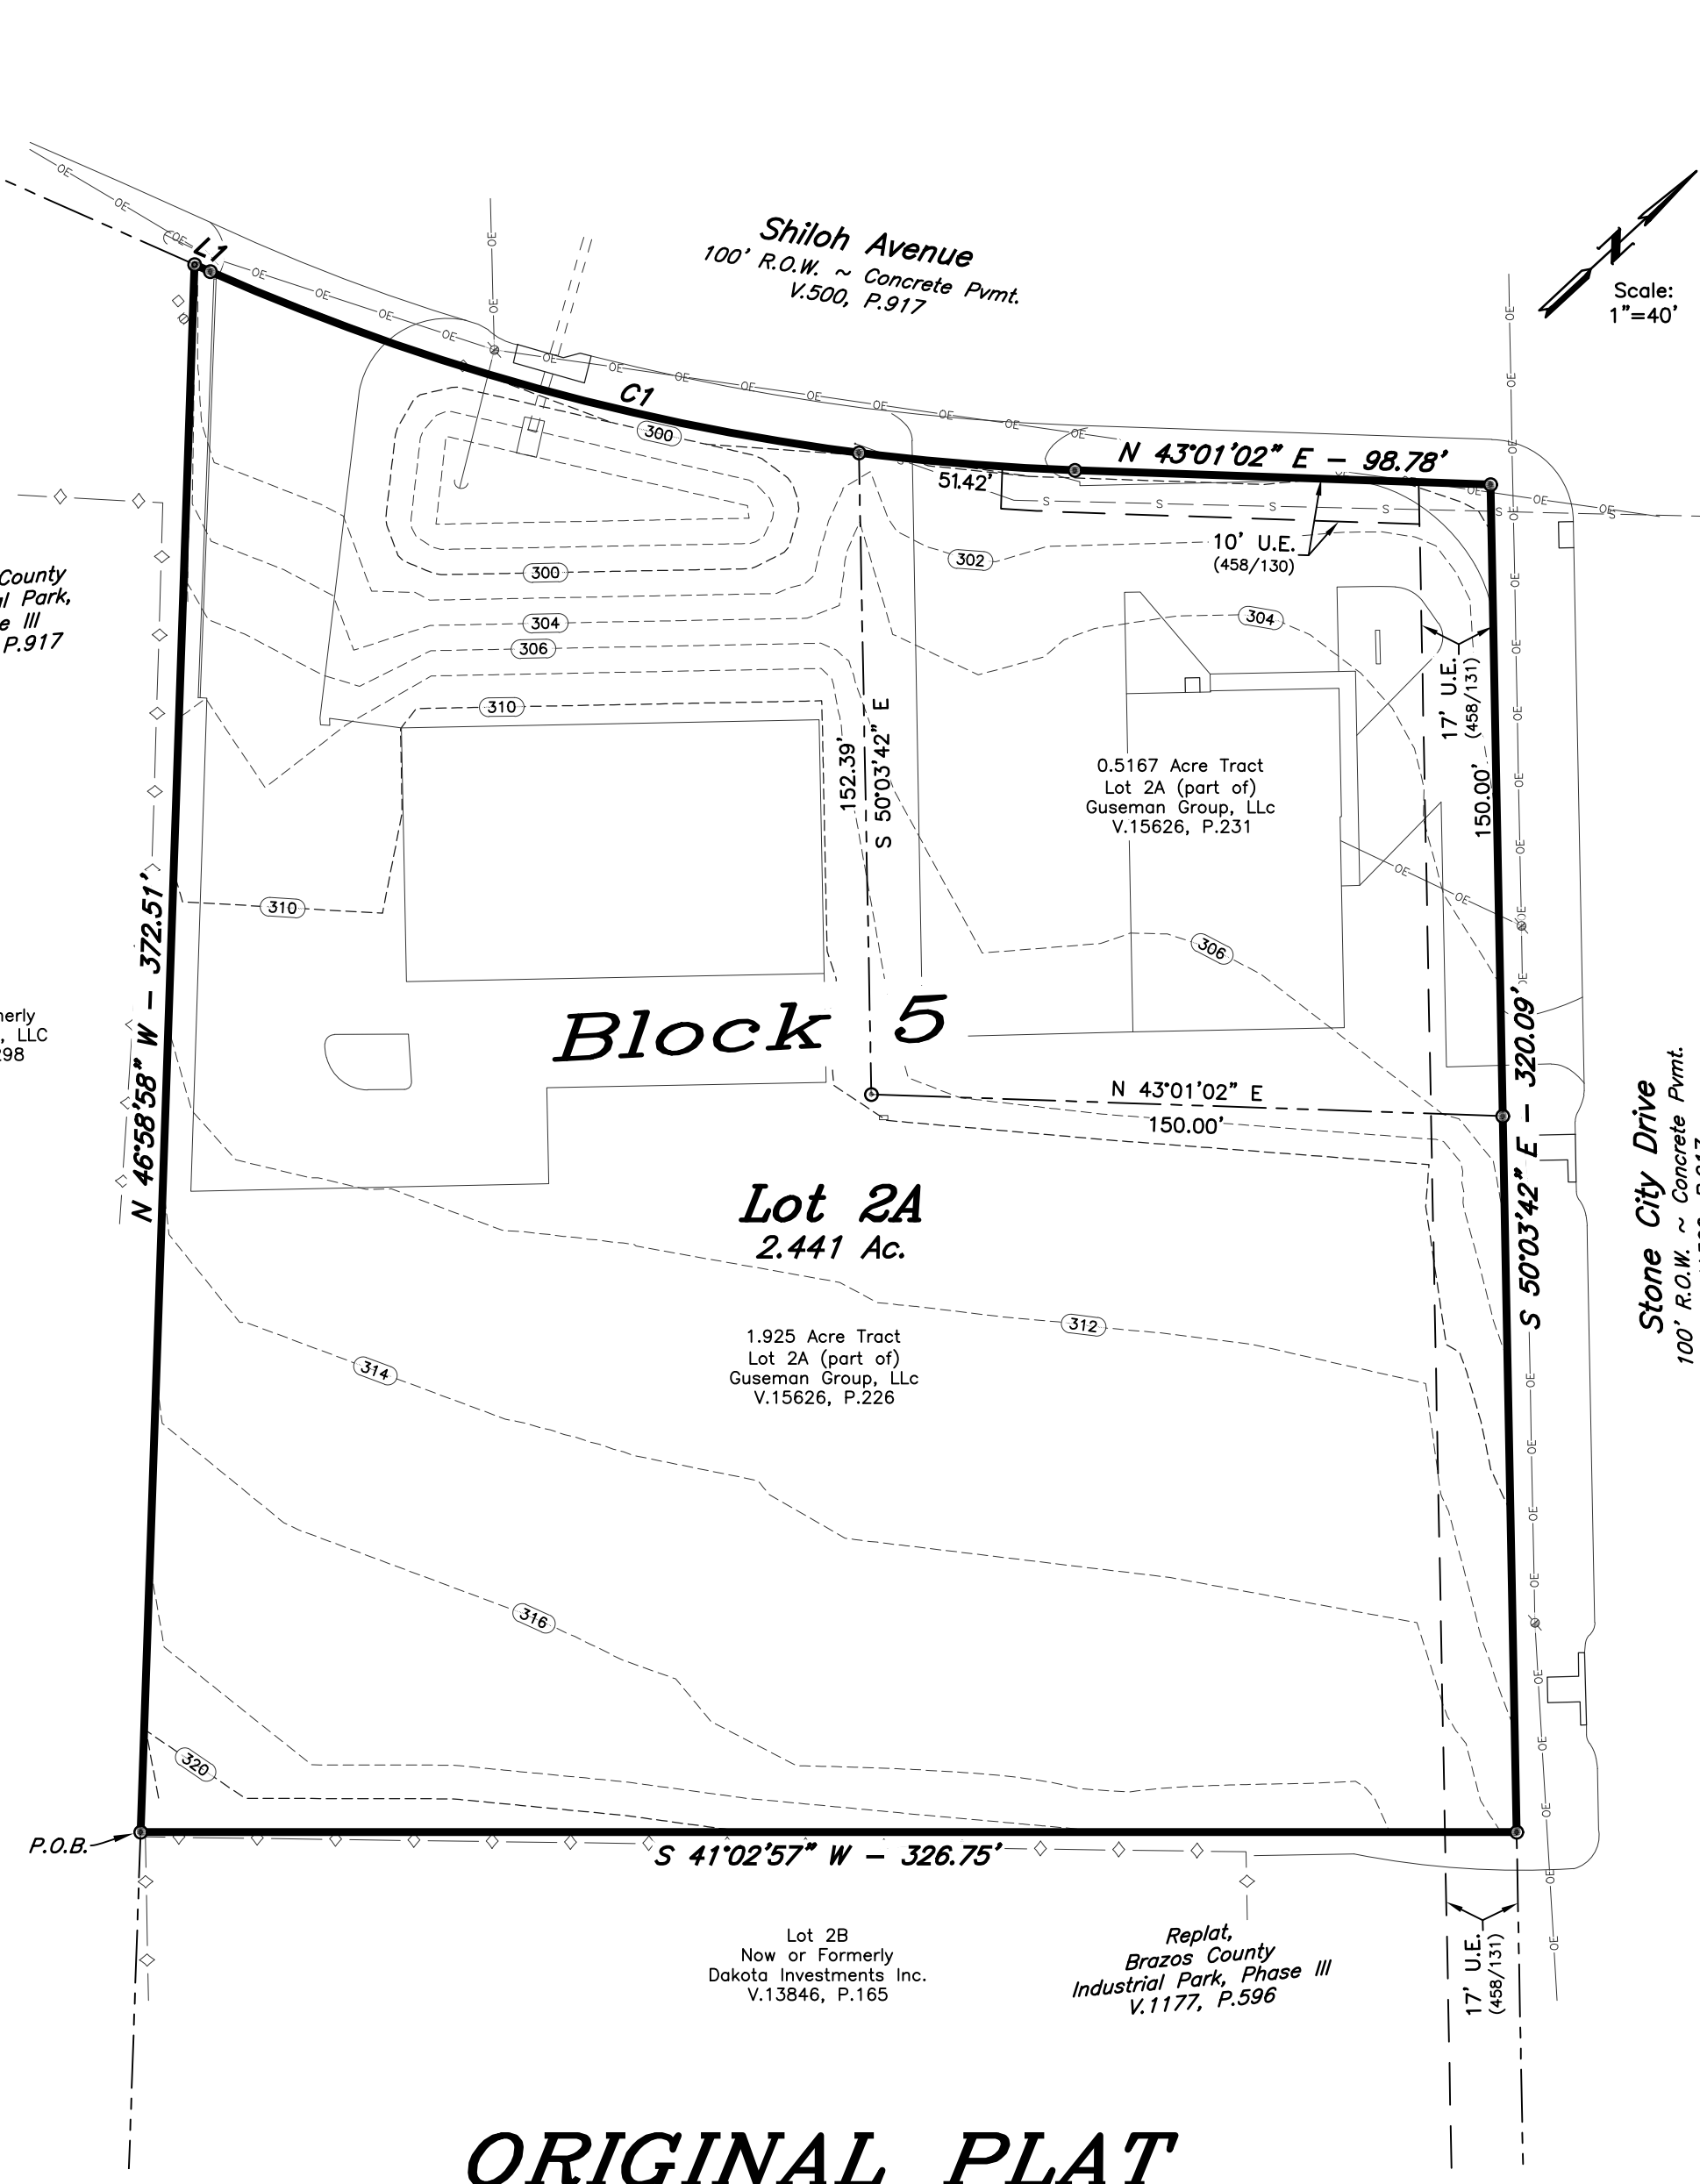 Shiloh Avenue
100' R.O.W. ~ Concrete Pvmt.
V.500, P.917
Scale:
1"=40'
N
L1
C1
N 43°01'02" E - 98.78'
51.42'
10' U.E.
(458/130)
300
300
302
304
304
306
306
310
310
312
314
316
320
County
Park,
III
P.917
LLC
17' U.E.
(458/131)
150.00'
152.39'
S 50°03'42" E
0.5167 Acre Tract
Lot 2A (part of)
Guseman Group, LLc
V.15626, P.231
N 46°58'58" W - 372.51'
Block 5
S 50°03'42" E - 320.09'
N 43°01'02" E
150.00'
Stone City Drive
100' R.O.W. ~ Concrete Pvmt.
Lot 2A
2.441 Ac.
1.925 Acre Tract
Lot 2A (part of)
Guseman Group, LLc
V.15626, P.226
P.O.B.
S 41°02'57" W - 326.75'
Lot 2B
Now or Formerly
Dakota Investments Inc.
V.13846, P.165
Replat,
Brazos County
Industrial Park, Phase III
V.1177, P.596
17' U.E.
(458/131)
ORIGINAL PLAT